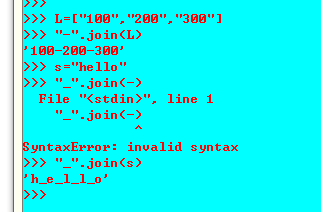 >>>
>>> L=["100","200","300"]
>>> "-".join(L)
'100-200-300'
>>> s="hello"
>>> "_".join(-)
  File "<stdin>", line 1
    "_".join(-)
              ^
SyntaxError: invalid syntax
>>> "_".join(s)
'h_e_l_l_o'
>>>